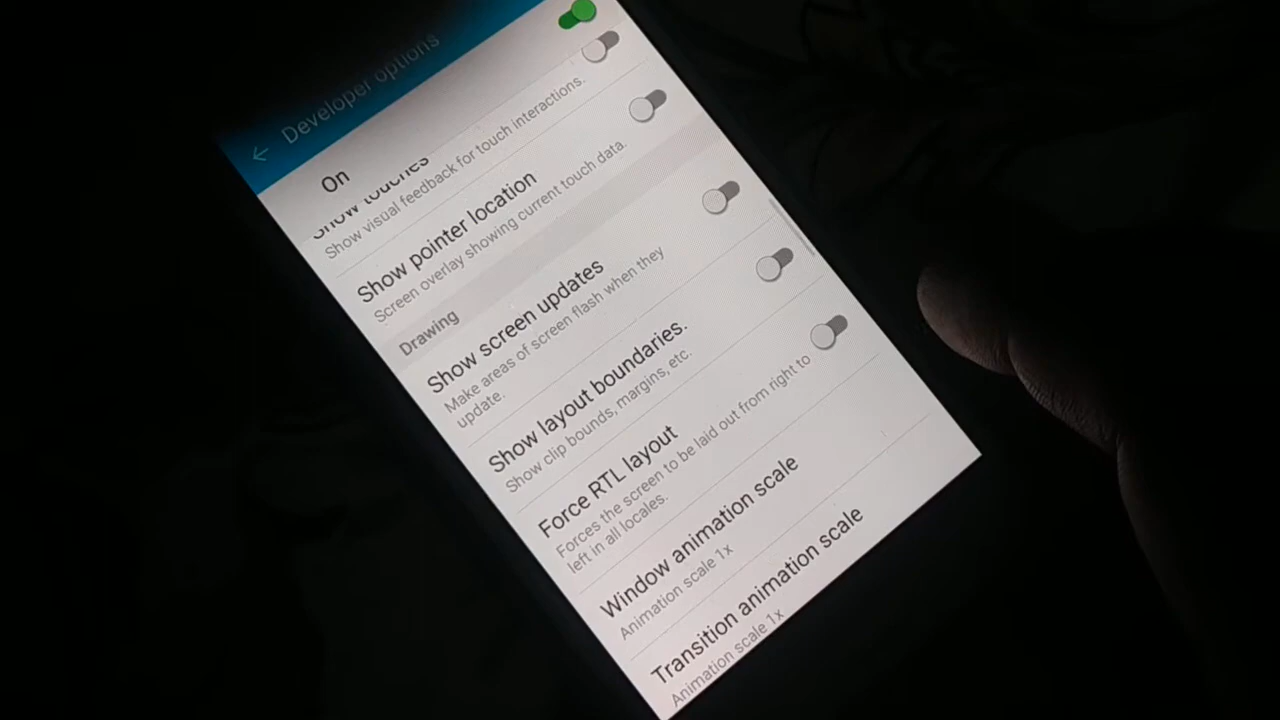 Developer options
On
Show touches
Show visual feedback for touch interactions.
Show pointer location
Screen overlay showing current touch data.
Drawing
Show screen updates
Make areas of screen flash when they
update.
Show layout boundaries.
Show clip bounds, margins, etc.
Force RTL layout
Forces the screen to be laid out from right to
left in all locales.
Window animation scale
Animation scale 1x
Transition animation scale
Animation scale 1x